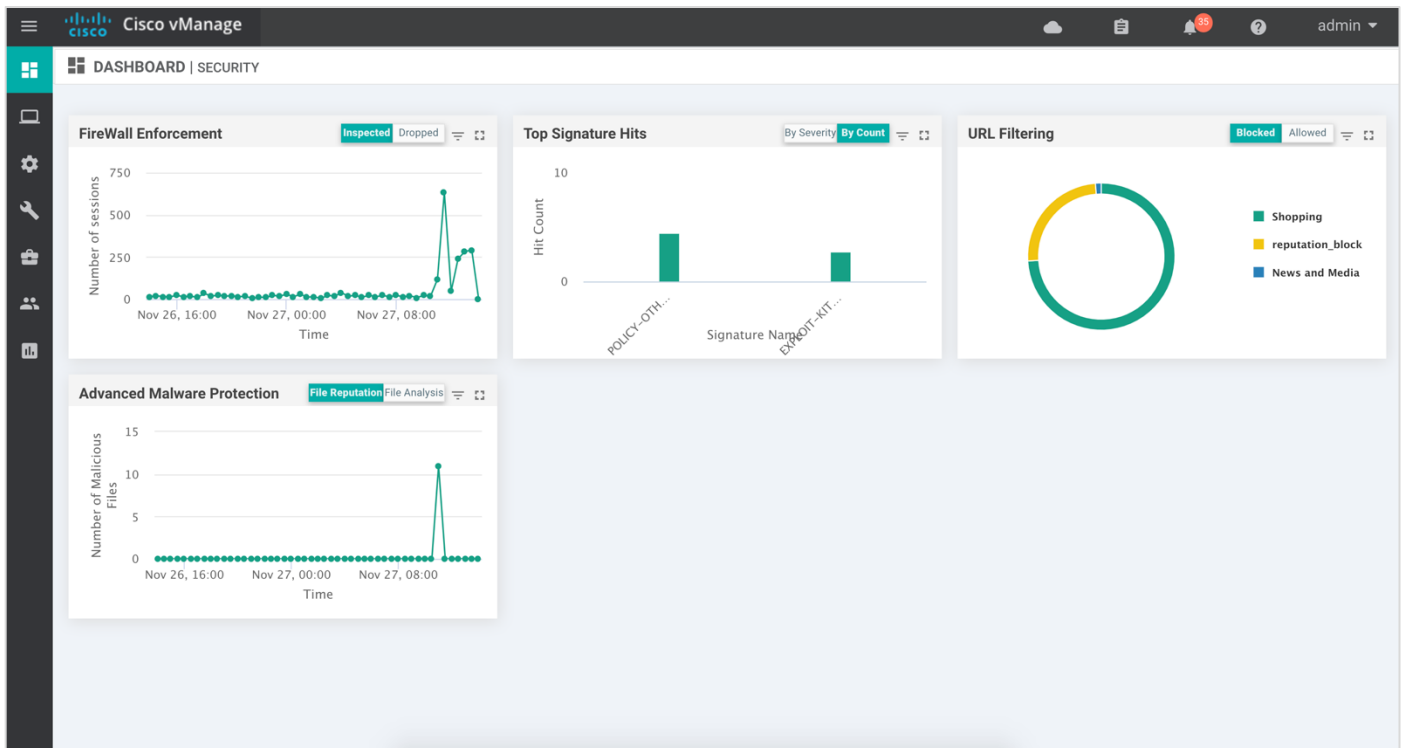 CISCO
Cisco vManage
35
admin
DASHBOARD | SECURITY
FireWall Enforcement
Inspected Dropped
750
500
250
0
Number of sessions
Nov 26, 16:00 Nov 27, 00:00 Nov 27, 08:00
Time
Top Signature Hits
By Severity By Count
10
0
Hit Count
POLICY-OTH... EXPLOIT-KIT...
Signature Name
URL Filtering
Blocked Allowed
Shopping
reputation_block
News and Media
Advanced Malware Protection
File Reputation File Analysis
15
10
5
0
Number of Malicious
Files
Nov 26, 16:00 Nov 27, 00:00 Nov 27, 08:00
Time